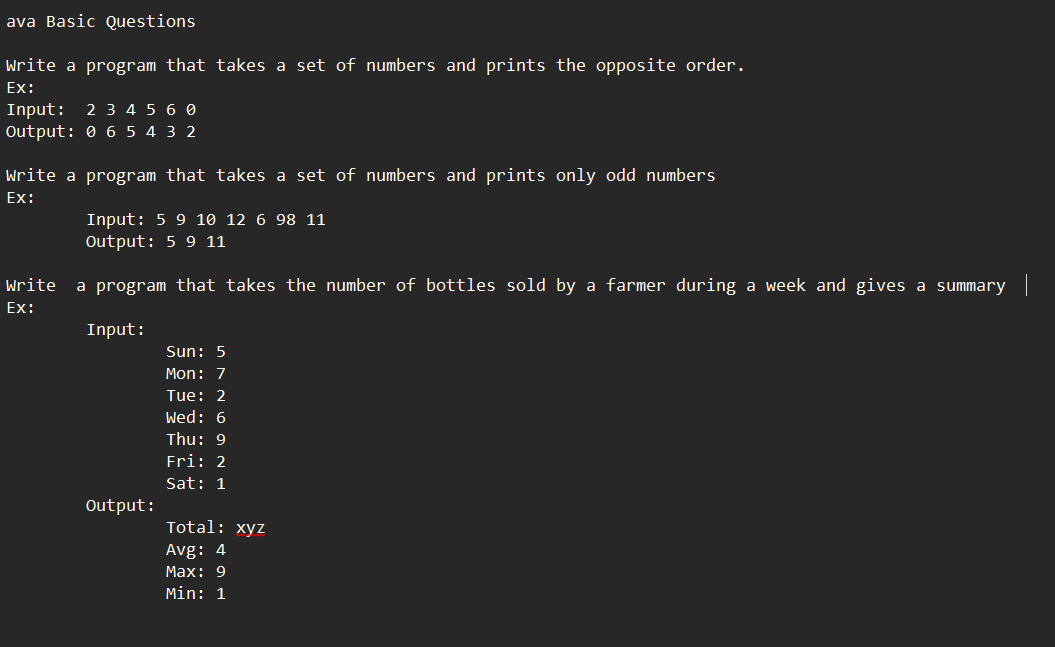 ava Basic Questions
Write a program that takes a set of numbers and prints the opposite order.
Ex:
Input:  2 3 4 5 6 0
Output: 0 6 5 4 3 2
Write a program that takes a set of numbers and prints only odd numbers
Ex:
Input: 5 9 10 12 6 98 11
Output: 5 9 11
Write  a program that takes the number of bottles sold by a farmer during a week and gives a summary
Ex:
Input:
Sun: 5
Mon: 7
Tue: 2
Wed: 6
Thu: 9
Fri: 2
Sat: 1
Output:
Total: xyz
Avg: 4
Max: 9
Min: 1